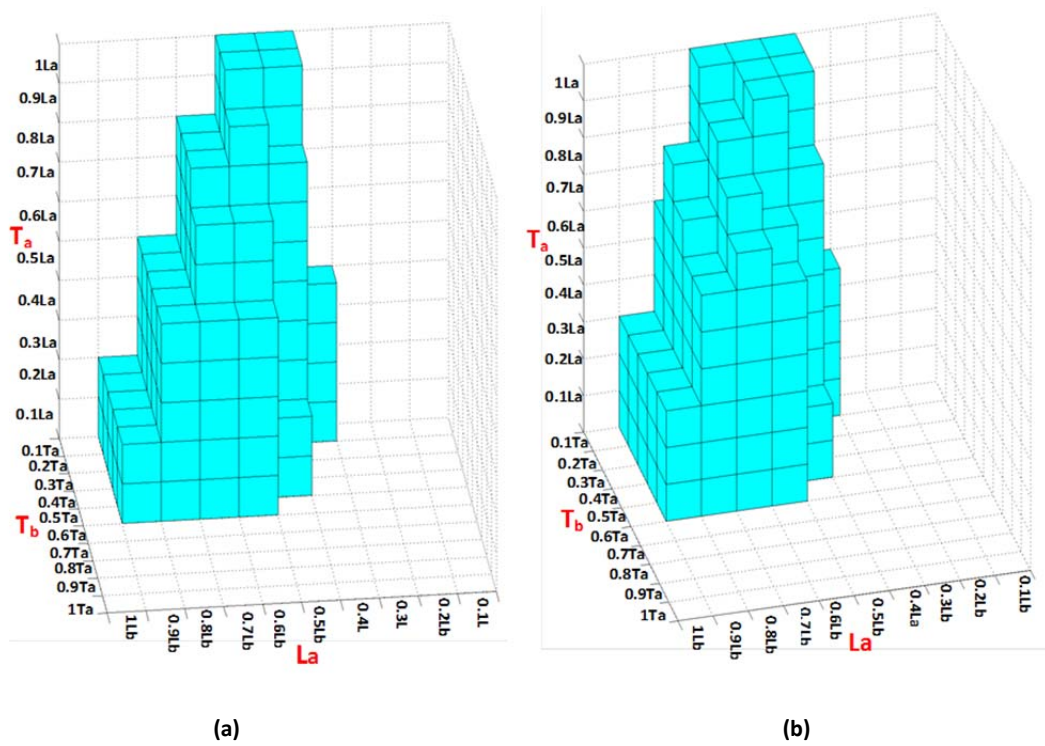 1La
0.9La
0.8La
0.7La
0.6La
Ta
0.5La
0.4La
0.3La
0.2La
0.1La
0.1Ta
0.2Ta
0.3Ta
0.4Ta
0.5Ta
Tb
0.6Ta
0.7Ta
0.8Ta
0.9Ta
1Ta
1Lb
0.9Lb
0.8Lb
0.7Lb
0.6Lb
0.5Lb
0.4L
0.3L
0.2Lb
0.1L
La
(a)
1La
0.9La
0.8La
0.7La
0.6La
Ta
0.5La
0.4La
0.3La
0.2La
0.1La
0.1Ta
0.2Ta
0.3Ta
0.4Ta
0.5Ta
Tb
0.6Ta
0.7Ta
0.8Ta
0.9Ta
1Ta
1Lb
0.9Lb
0.8Lb
0.7Lb
0.6Lb
0.5Lb
0.4La
0.3Lb
0.2Lb
0.1Lb
La
(b)